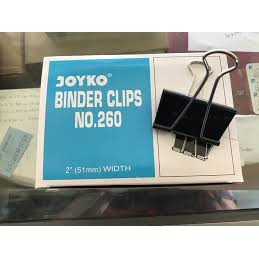 JOYKO®
BINDER CLIPS
NO.260
2" (51mm) WIDTH